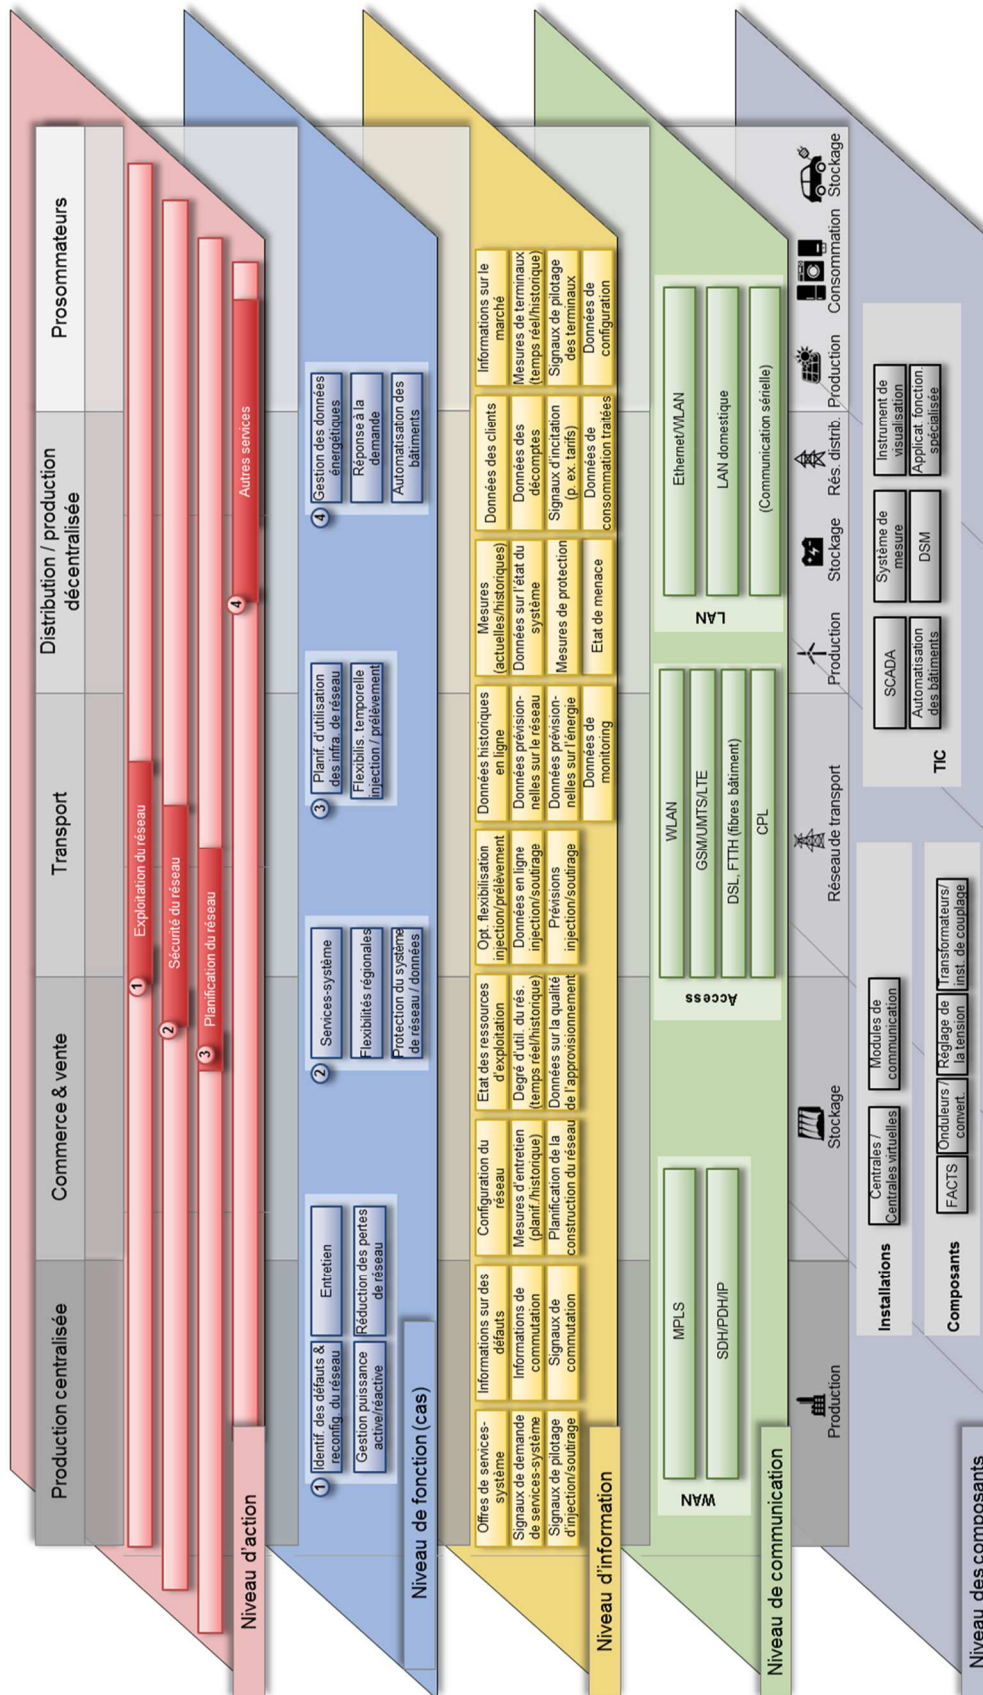 Production centralisée
Commerce & vente
Transport
Distribution / production
décentralisée
Prosommateurs
1
Exploitation du réseau
2
Sécurité du réseau
3
Planification du réseau
4
Autres services
Niveau d'action
1
Identif. des défauts &
reconfig. du réseau
Entretien
Gestion puissance
active/réactive
Réduction des pertes
de réseau
2
Services-système
Flexibilités régionales
Protection du système
de réseau / données
3
Planif. d'utilisation
des infra. de réseau
Flexibilis. temporelle
injection / prélèvement
4
Gestion des données
énergétiques
Réponse à la
demande
Automatisation des
bâtiments
Niveau de fonction (cas)
Offres de services-
système
Signaux de demande
de services-système
Signaux de pilotage
d'injection/soutirage
Informations sur des
défauts
Informations de
commutation
Signaux de
commutation
Configuration du
réseau
Mesures d'entretien
(planif./historique)
Planification de la
construction du réseau
Etat des ressources
d'exploitation
Degré d'util. du rés.
(temps réel/historique)
Données sur la qualité
de l'approvisionnement
Opt. flexibilisation
injection/prélèvement
Données en ligne
injection/soutirage
Prévisions
injection/soutirage
Données historiques
en ligne
Données prévision-
nelles sur le réseau
Données prévision-
nelles sur l'énergie
Données de
monitoring
Mesures
(actuelles/historiques)
Données sur l'état du
système
Mesures de protection
Etat de menace
Données des clients
Données des
décomptes
Signaux d'incitation
(p. ex. tarifs)
Données de
consommation traitées
Informations sur le
marché
Mesures de terminaux
(temps réel/historique)
Signaux de pilotage
des terminaux
Données de
configuration
Niveau d'information
WAN
MPLS
SDH/PDH/IP
Access
WLAN
GSM/UMTS/LTE
DSL, FTTH (fibres bâtiment)
CPL
LAN
Ethernet/WLAN
LAN domestique
(Communication sérielle)
Niveau de communication
Production
Stockage
Réseau de transport
Production
Stockage
Rés. distrib.
Production
Consommation
Stockage
Installations
Centrales /
Centrales virtuelles
Modules de
communication
Composants
FACTS
Onduleurs /
convert.
Réglage de
la tension
Transformateurs/
inst. de couplage
TIC
SCADA
Système de
mesure
Instrument de
visualisation
Automatisation
des bâtiments
DSM
Applicat. fonction.
spécialisée
Niveau des composants